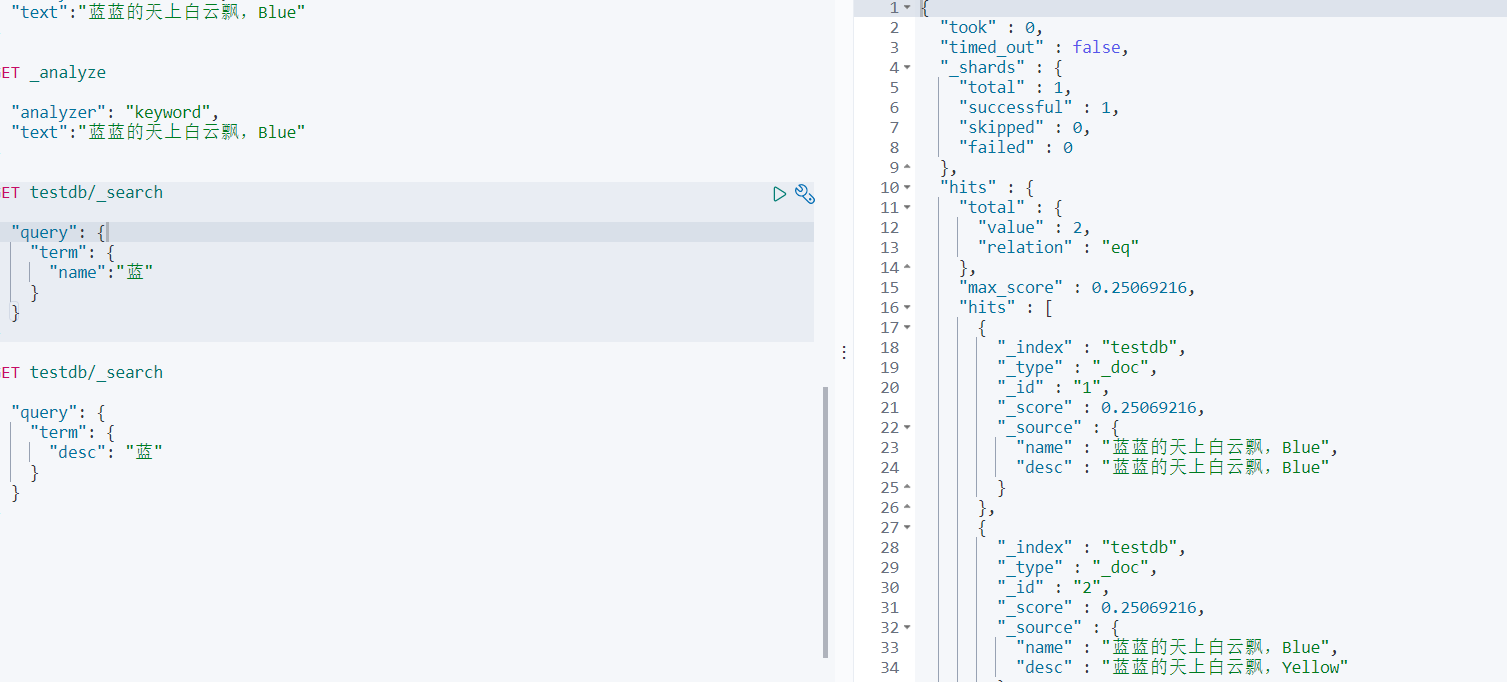 "text":"蓝蓝的天上白云飘，Blue"
ET _analyze
"analyzer": "keyword",
"text":"蓝蓝的天上白云飘，Blue"
ET testdb/_search
"query": {
"term": {
"name":"蓝"
}
}
ET testdb/_search
"query": {
"term": {
"desc": "蓝"
}
}
1 {
2 "took" : 0,
3 "timed_out" : false,
4 "_shards" : {
5 "total" : 1,
6 "successful" : 1,
7 "skipped" : 0,
8 "failed" : 0
9 },
10 "hits" : {
11 "total" : {
12 "value" : 2,
13 "relation" : "eq"
14 },
15 "max_score" : 0.25069216,
16 "hits" : [
17 {
18 "_index" : "testdb",
19 "_type" : "_doc",
20 "_id" : "1",
21 "_score" : 0.25069216,
22 "_source" : {
23 "name" : "蓝蓝的天上白云飘，Blue",
24 "desc" : "蓝蓝的天上白云飘，Blue"
25 }
26 },
27 {
28 "_index" : "testdb",
29 "_type" : "_doc",
30 "_id" : "2",
31 "_score" : 0.25069216,
32 "_source" : {
33 "name" : "蓝蓝的天上白云飘，Blue",
34 "desc" : "蓝蓝的天上白云飘，Yellow"